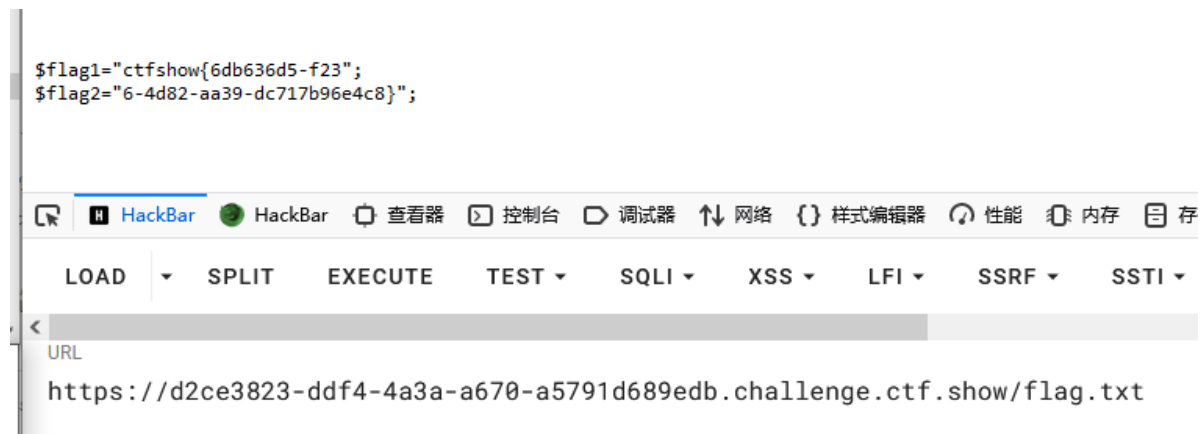 $flag1="ctfshow{6db636d5-f23";
$flag2="6-4d82-aa39-dc717b96e4c8}";
H HackBar HackBar 查看器 控制台 调试器 网络 {} 样式编辑器 性能 内存 存
LOAD SPLIT EXECUTE TEST SQLI XSS LFI SSRF SSTI
URL
https://d2ce3823-ddf4-4a3a-a670-a5791d689edb.challenge.ctf.show/flag.txt